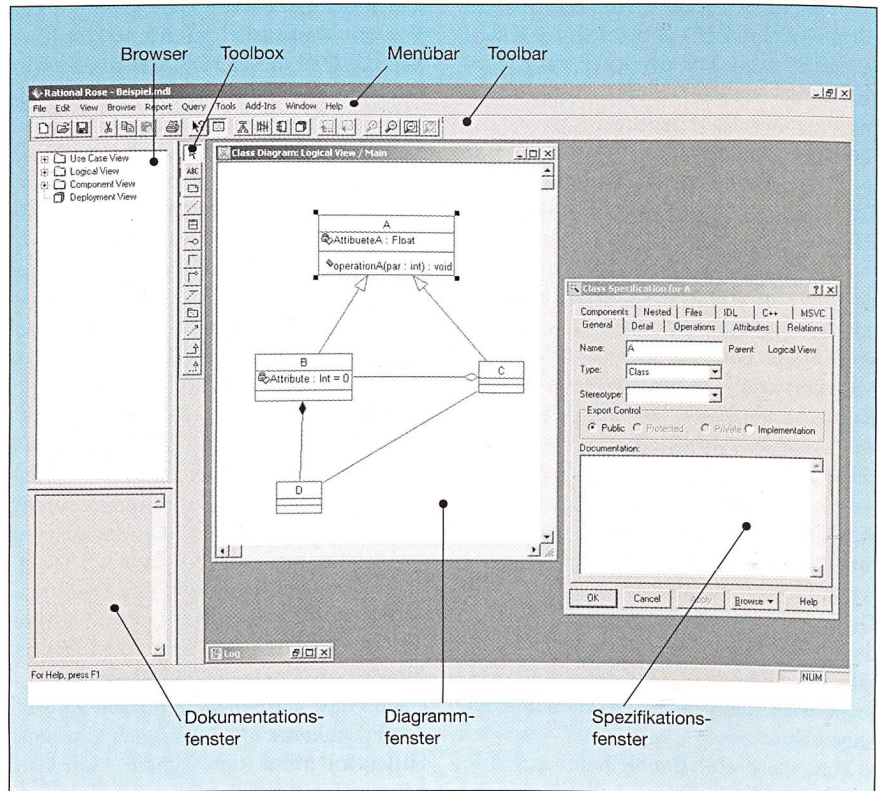 Browser
Toolbox
Menübar
Toolbar
Rational Rose - Beispiel.mdl
File Edit View Browse Report Query Tools Add-Ins Window Help
Use Case View
Logical View
Component View
Deployment View
ABC
Class Diagram: Logical View / Main
A
AttibueteA : Float
operationA(par : int) : void
B
Attribute : Int = 0
C
D
Class Specification for A
Components Nested Files IDL C++ MSVC
General Detail Operations Attributes Relations
Name: A Parent: Logical View
Type: Class
Stereotype:
Export Control
Public Protected Private Implementation
Documentation:
OK Cancel Apply Browse Help
Log
For Help, press F1
NUM
Dokumentations-
fenster
Diagramm-
fenster
Spezifikations-
fenster